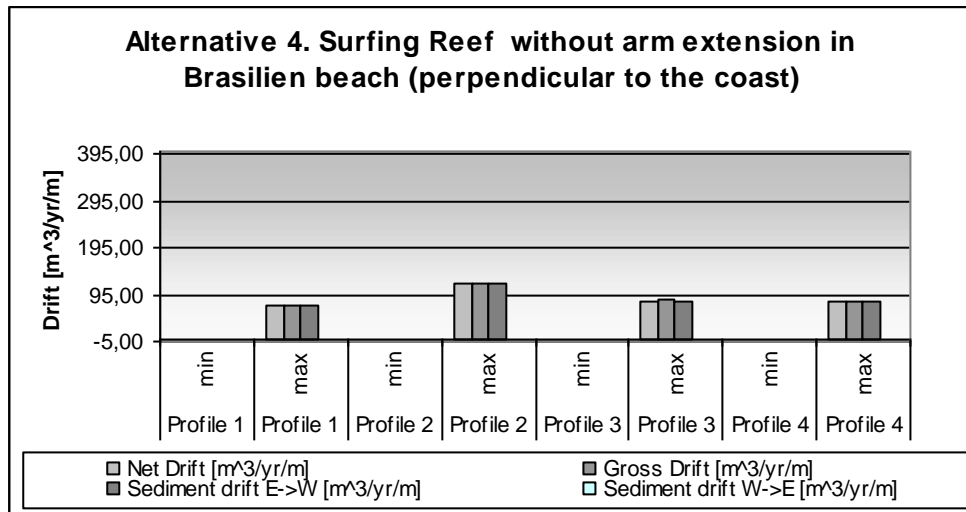 Alternative 4. Surfing Reef without arm extension in
Brasilien beach (perpendicular to the coast)
Drift [m^3/yr/m]
395,00
295,00
195,00
95,00
-5,00
min max min max min max min max
Profile 1 Profile 1 Profile 2 Profile 2 Profile 3 Profile 3 Profile 4 Profile 4
Net Drift [m^3/yr/m] Gross Drift [m^3/yr/m]
Sediment drift E->W [m^3/yr/m] Sediment drift W->E [m^3/yr/m]